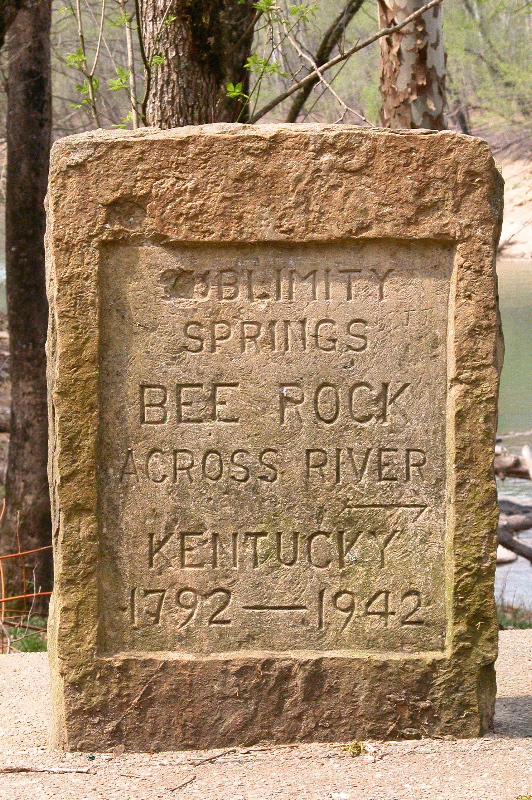 SUBLIMITY
SPRINGS
BEE ROCK
ACROSS RIVER
KENTUCKY
1792—1942